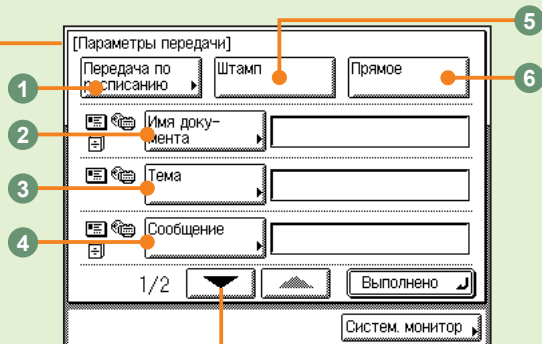 [Параметры передачи]
5
Передача по расписанию
Штамп
Прямое
1
6
Имя доку-
мента
2
Тема
3
Сообщение
4
1/2
Выполнено
Систем. монитор